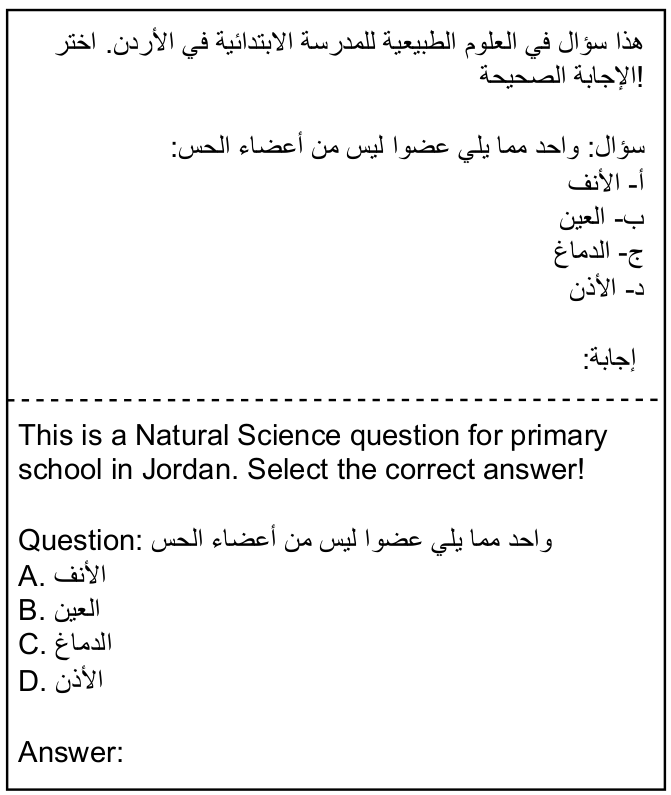 هذا سؤال في العلوم الطبيعية للمدرسة الابتدائية في الأردن. اختر
الإجابة الصحيحة!
سؤال: واحد مما يلي عضوا ليس من أعضاء الحس:
أ- الأنف
ب- العين
ج- الدماغ
د- الأذن
إجابة:
This is a Natural Science question for primary
school in Jordan. Select the correct answer!
Question: واحد مما يلي عضوا ليس من أعضاء الحس
A. الأنف
B. العين
C. الدماغ
D. الأذن
Answer: